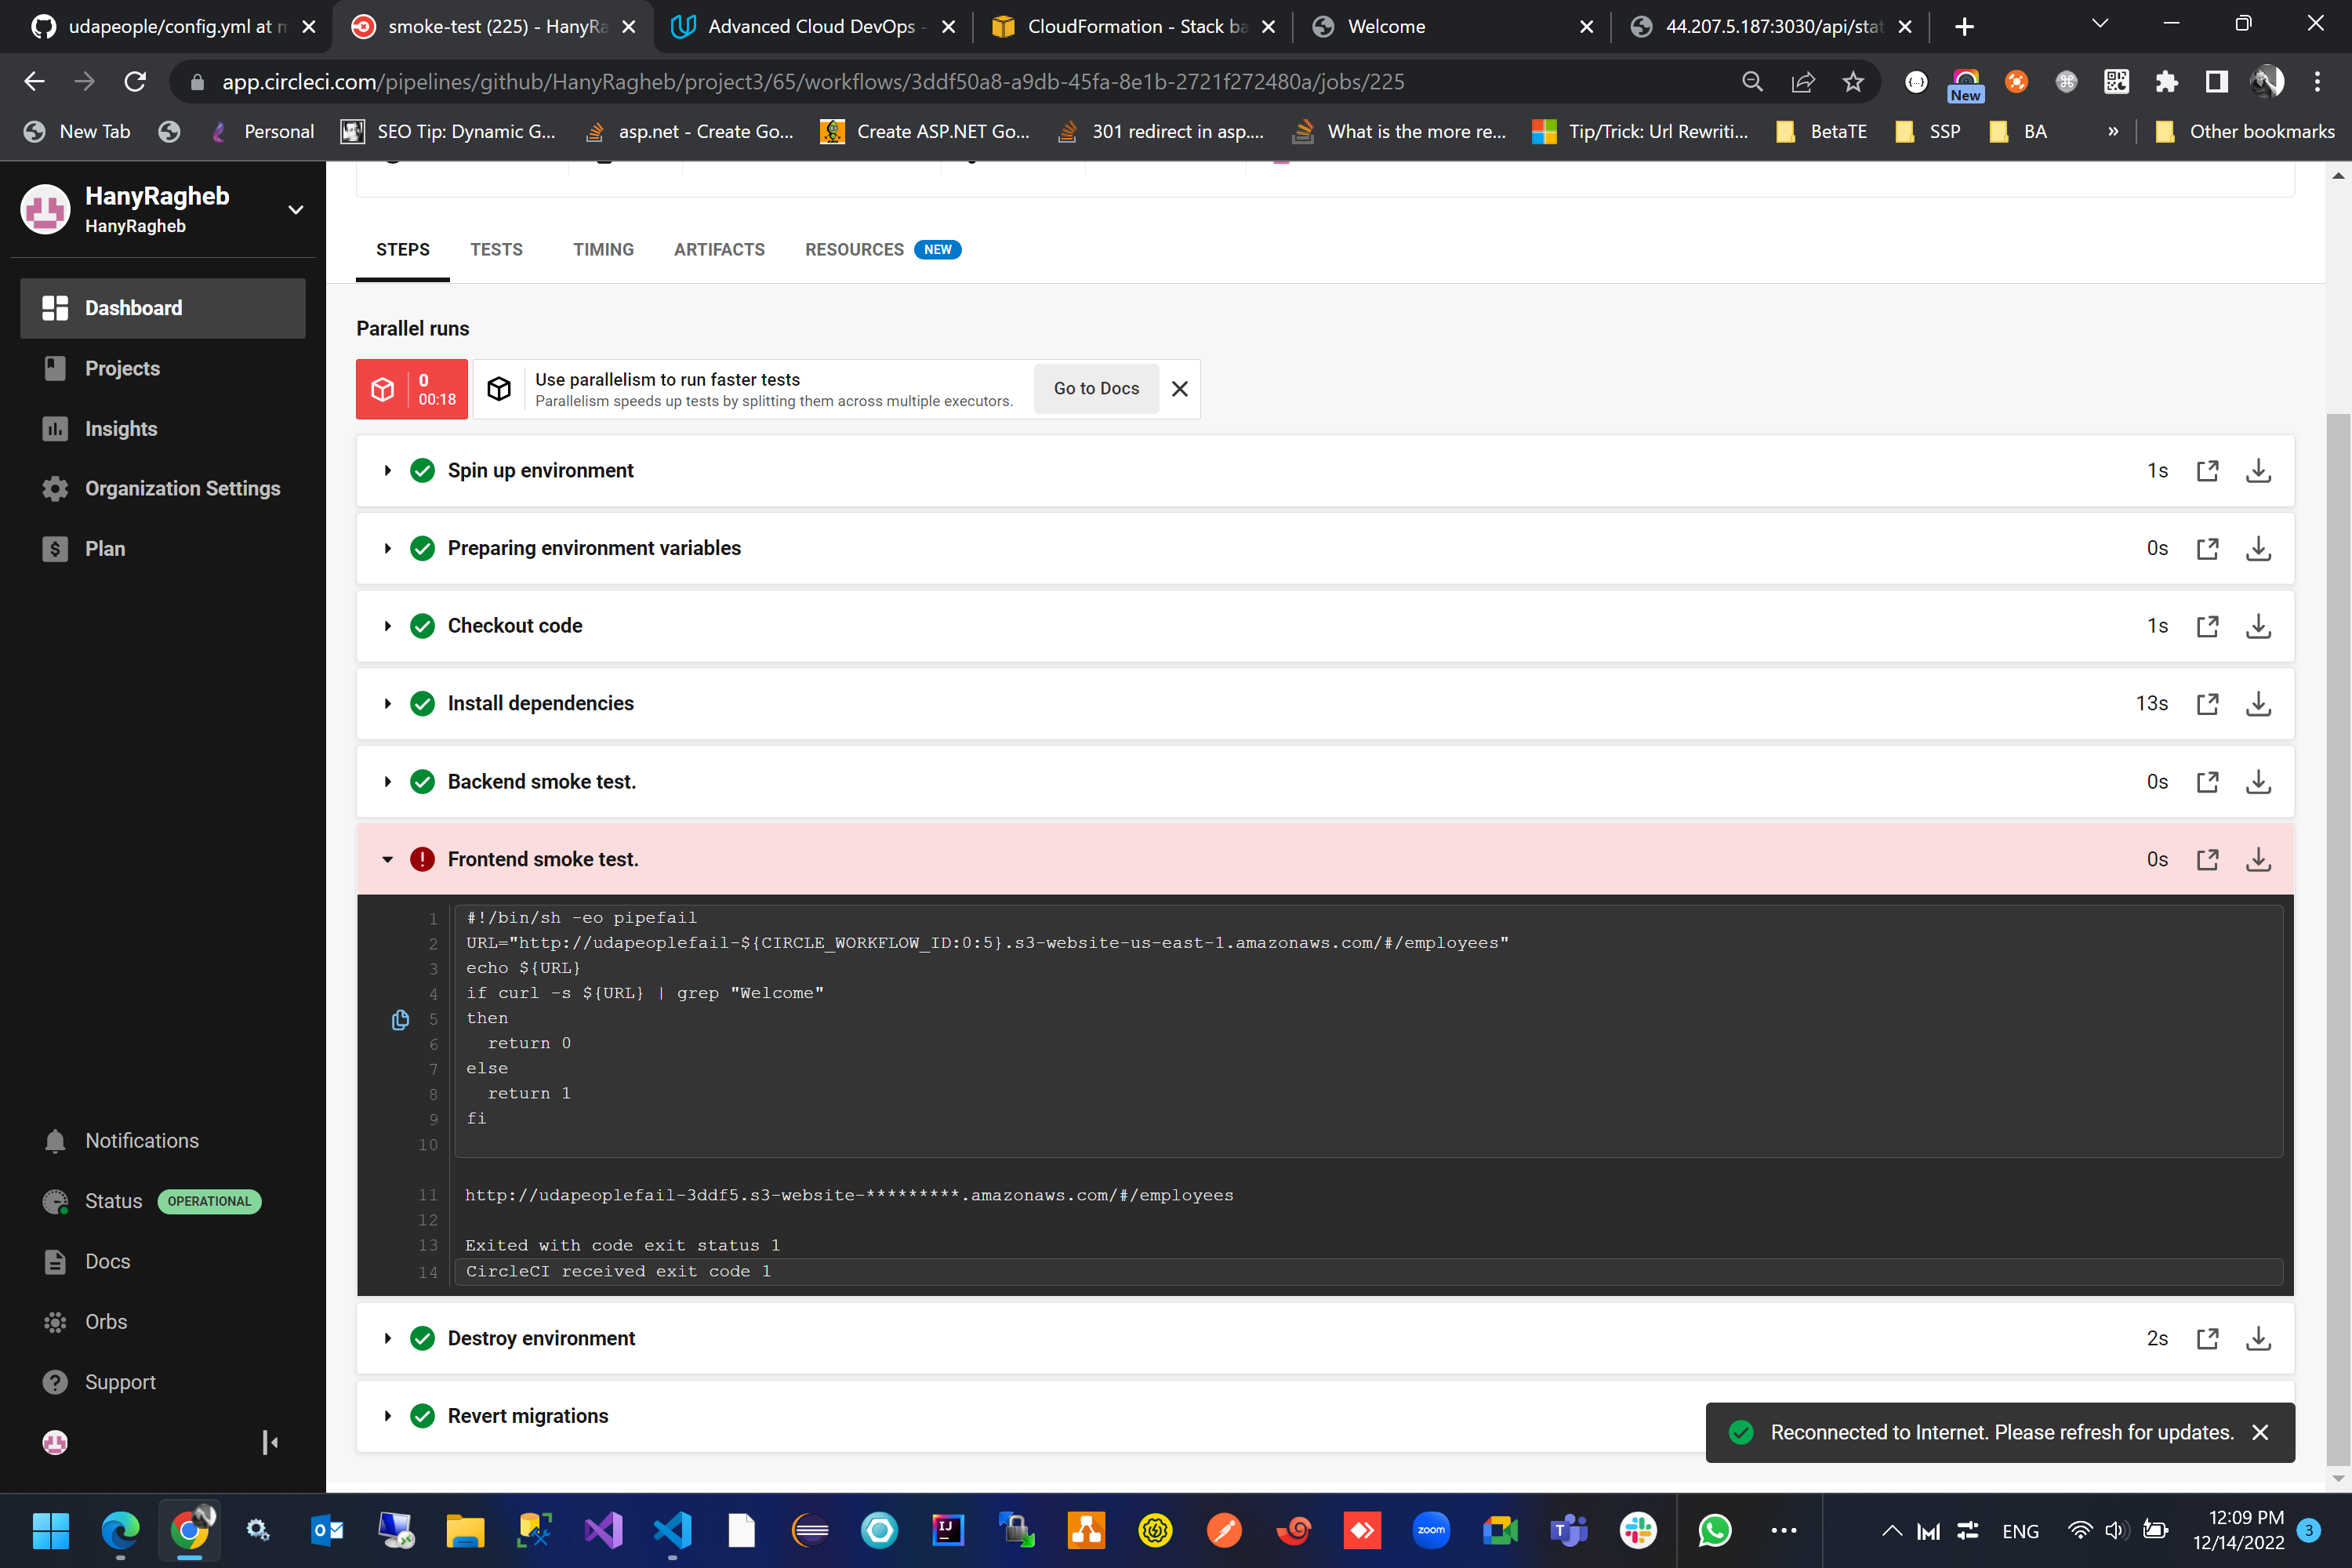 udapeople/config.yml at m
smoke-test (225) - HanyRa
Advanced Cloud DevOps -
CloudFormation - Stack ba
Welcome
44.207.5.187:3030/api/stat
app.circleci.com/pipelines/github/HanyRagheb/project3/65/workflows/3ddf50a8-a9db-45fa-8e1b-2721f272480a/jobs/225
New
New Tab
Personal
SEO Tip: Dynamic G...
asp.net - Create Go...
Create ASP.NET Go...
301 redirect in asp....
What is the more re...
Tip/Trick: Url Rewriti...
BetaTE
SSP
BA
»
Other bookmarks
HanyRagheb
HanyRagheb
Dashboard
Projects
Insights
Organization Settings
Plan
Notifications
Status OPERATIONAL
Docs
Orbs
Support
STEPS TESTS TIMING ARTIFACTS RESOURCES NEW
Parallel runs
0
00:18
Use parallelism to run faster tests
Parallelism speeds up tests by splitting them across multiple executors.
Go to Docs
Spin up environment 1s
Preparing environment variables 0s
Checkout code 1s
Install dependencies 13s
Backend smoke test. 0s
Frontend smoke test. 0s
1 #!/bin/sh -eo pipefail
2 URL="http://udapeoplefail-${CIRCLE_WORKFLOW_ID:0:5}.s3-website-us-east-1.amazonaws.com/#/employees"
3 echo ${URL}
4 if curl -s ${URL} | grep "Welcome"
5 then
6 return 0
7 else
8 return 1
9 fi
10
11 http://udapeoplefail-3ddf5.s3-website-*********.amazonaws.com/#/employees
12
13 Exited with code exit status 1
14 CircleCI received exit code 1
Destroy environment 2s
Revert migrations
Reconnected to Internet. Please refresh for updates.
zoom
ENG
12:09 PM
12/14/2022
3